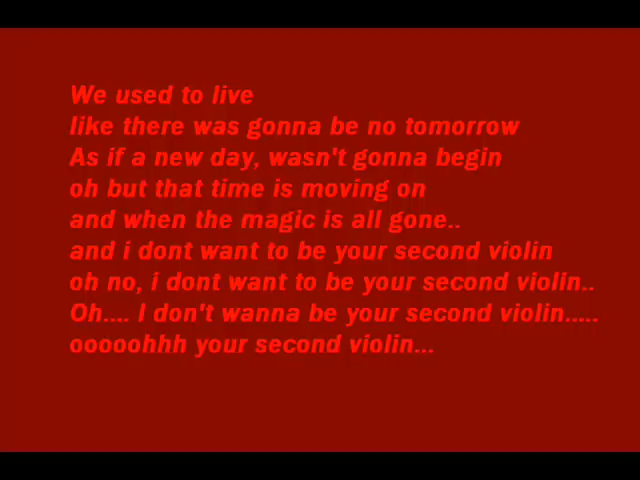 We used to live
like there was gonna be no tomorrow
As if a new day, wasn't gonna begin
oh but that time is moving on
and when the magic is all gone..
and i dont want to be your second violin
oh no, i dont want to be your second violin..
Oh.... I don't wanna be your second violin.....
ooooohhh your second violin...